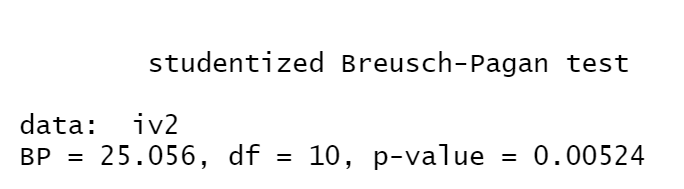 studentized Breusch-Pagan test
data:  iv2
BP = 25.056, df = 10, p-value = 0.00524